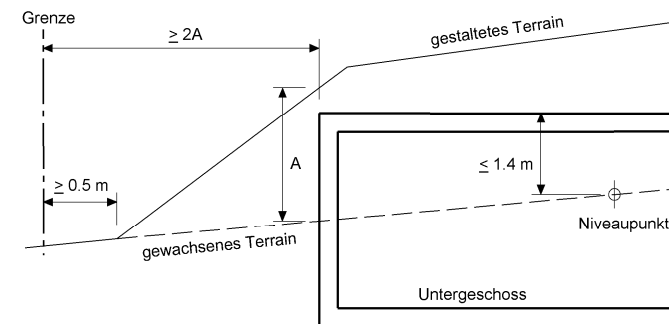 Grenze
≥ 2A
gestaltetes Terrain
A
≤ 1.4 m
≥ 0.5 m
Niveaupunkt
gewachsenes Terrain
Untergeschoss